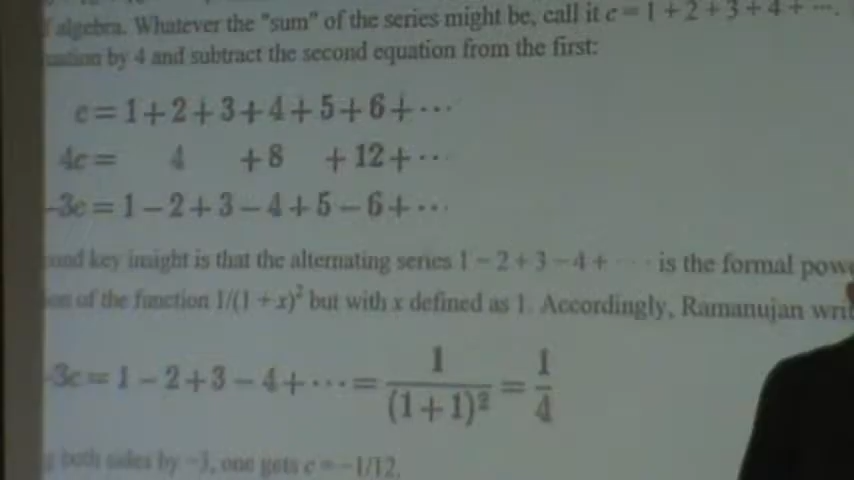 algebra. Whatever the "sum" of the series might be, call it c = 1 + 2 + 3 + 4 + ⋯.
by 4 and subtract the second equation from the first:
c = 1 + 2 + 3 + 4 + 5 + 6 + ⋯
4c = 4 + 8 + 12 + ⋯
-3c = 1 − 2 + 3 − 4 + 5 − 6 + ⋯
key insight is that the alternating series 1 − 2 + 3 − 4 + ⋯ is the formal
of the function 1/(1 + x)² but with x defined as 1. Accordingly, Ramanujan
-3c = 1 − 2 + 3 − 4 + ⋯ = 1/(1+1)² = 1/4
both sides by −3, one gets c = −1/12.